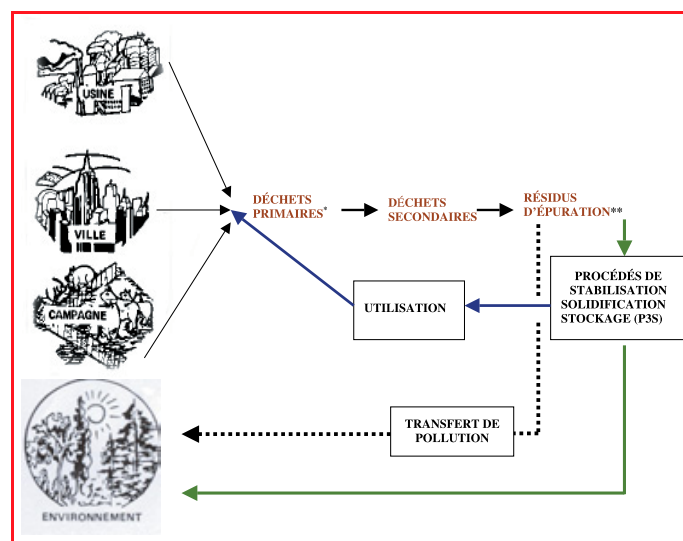 USINE
VILLE
CAMPAGNE
ENVIRONNEMENT
DÉCHETS
PRIMAIRES*
DÉCHETS
SECONDAIRES
RÉSIDUS
D'ÉPURATION**
PROCÉDÉS DE
STABILISATION
SOLIDIFICATION
STOCKAGE (P3S)
UTILISATION
TRANSFERT DE
POLLUTION